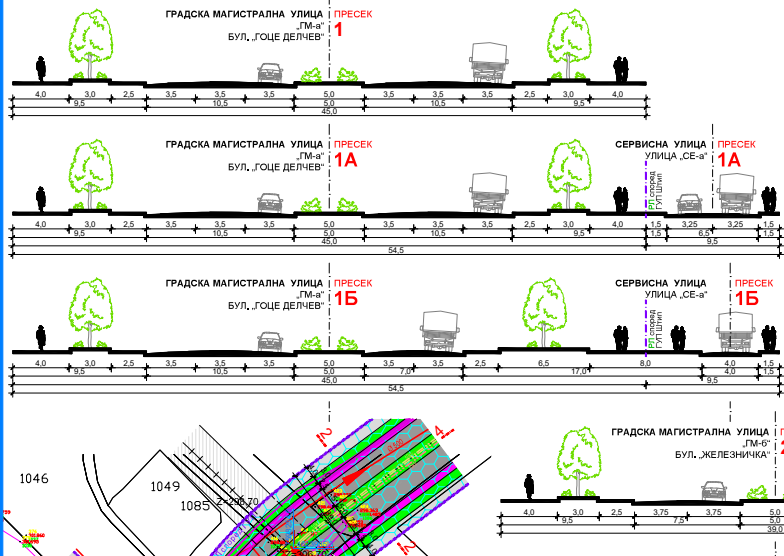 ГРАДСКА МАГИСТРАЛНА УЛИЦА ПРЕСЕК
„ГМ-а“ 1
БУЛ. „ГОЦЕ ДЕЛЧЕВ“
4,0 3,0 2,5 3,5 3,5 3,5 5,0 3,5 3,5 3,5 2,5 3,0 4,0
9,5 10,5 5,0 10,5 9,5
45,0
ГРАДСКА МАГИСТРАЛНА УЛИЦА ПРЕСЕК
„ГМ-а“ 1А
БУЛ. „ГОЦЕ ДЕЛЧЕВ“
СЕРВИСНА УЛИЦА ПРЕСЕК
УЛИЦА „СЕ-а“ 1А
РЛ според
ГУП Штип
4,0 3,0 2,5 3,5 3,5 3,5 5,0 3,5 3,5 3,5 2,5 3,0 4,0 1,5 3,25 3,25 1,5
9,5 10,5 5,0 10,5 9,5 1,5 6,5 1,5
45,0 9,5
54,5
ГРАДСКА МАГИСТРАЛНА УЛИЦА ПРЕСЕК
„ГМ-а“ 1Б
БУЛ. „ГОЦЕ ДЕЛЧЕВ“
СЕРВИСНА УЛИЦА ПРЕСЕК
УЛИЦА „СЕ-а“ 1Б
РЛ според
ГУП Штип
4,0 3,0 2,5 3,5 3,5 3,5 5,0 3,5 3,5 2,5 6,5 8,0 4,0 1,5
9,5 10,5 5,0 7,0 17,0 4,0 1,5
45,0 9,5
54,5
ГРАДСКА МАГИСТРАЛНА УЛИЦА
„ГМ-б“
БУЛ. „ЖЕЛЕЗНИЧКА“
4,0 3,0 2,5 3,75 3,75 5,0
9,5 7,5 5,0
39,0
1046
1049
1085
2
4
2